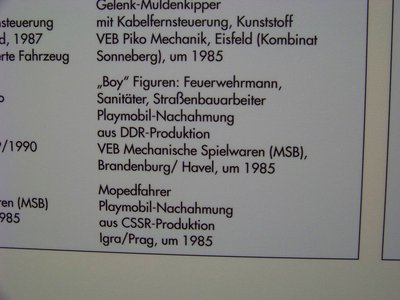 Gelenk-Muldenkipper
mit Kabelfernsteuerung, Kunststoff
VEB Piko Mechanik, Eisfeld (Kombinat
Sonneberg), um 1985
„Boy" Figuren: Feuerwehrmann,
Sanitäter, Straßenbauarbeiter
Playmobil-Nachahmung
aus DDR-Produktion
VEB Mechanische Spielwaren (MSB),
Brandenburg/ Havel, um 1985
Mopedfahrer
Playmobil-Nachahmung
aus CSSR-Produktion
Igra/Prag, um 1985
nsteuerung
d, 1987
erte Fahrzeug
o
9/1990
ren (MSB)
985